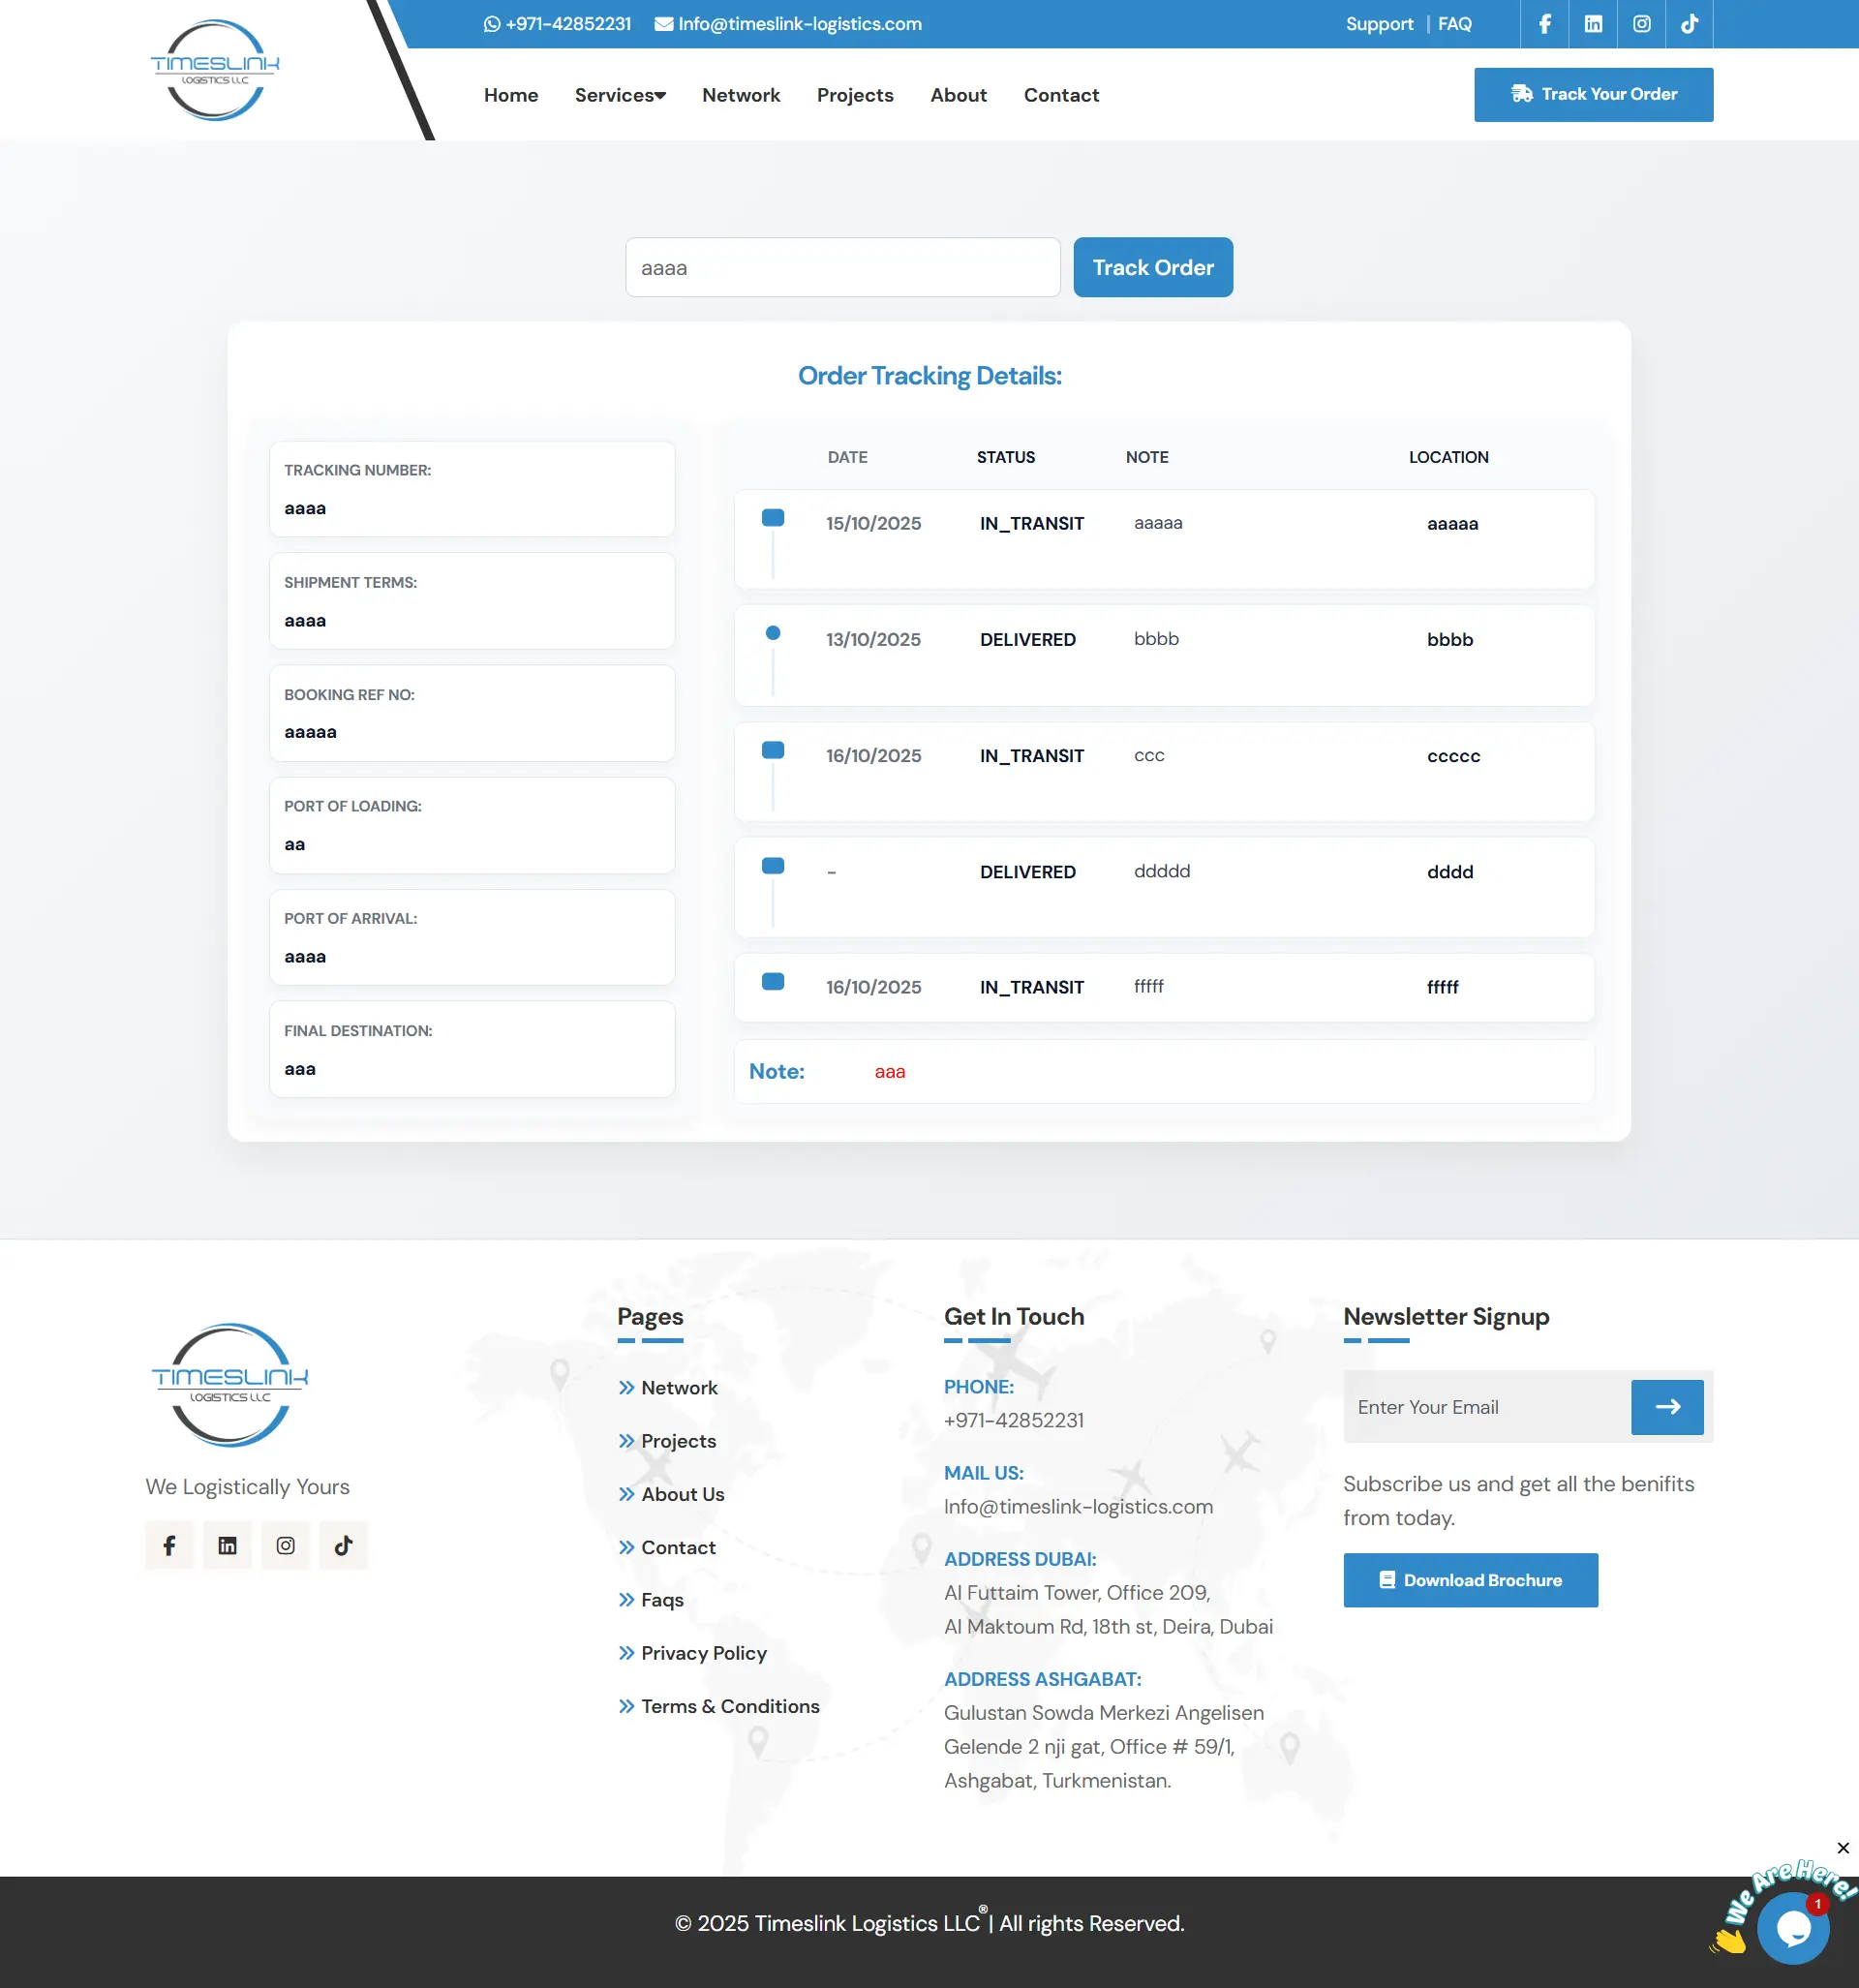 TIMESLINK
LOGISTICS LLC
+971-42852231
Info@timeslink-logistics.com
Support | FAQ
Home
Services
Network
Projects
About
Contact
Track Your Order
aaaa
Track Order
Order Tracking Details:
TRACKING NUMBER:
aaaa
SHIPMENT TERMS:
aaaa
BOOKING REF NO:
aaaaa
PORT OF LOADING:
aa
PORT OF ARRIVAL:
aaaa
FINAL DESTINATION:
aaa
DATE STATUS NOTE LOCATION
15/10/2025 IN_TRANSIT aaaaa aaaaa
13/10/2025 DELIVERED bbbb bbbb
16/10/2025 IN_TRANSIT ccc ccccc
- DELIVERED ddddd dddd
16/10/2025 IN_TRANSIT fffff fffff
Note: aaa
TIMESLINK
LOGISTICS LLC
We Logistically Yours
Pages
Network
Projects
About Us
Contact
Faqs
Privacy Policy
Terms & Conditions
Get In Touch
PHONE:
+971-42852231
MAIL US:
Info@timeslink-logistics.com
ADDRESS DUBAI:
Al Futtaim Tower, Office 209,
Al Maktoum Rd, 18th st, Deira, Dubai
ADDRESS ASHGABAT:
Gulustan Sowda Merkezi Angelisen
Gelende 2 nji gat, Office # 59/1,
Ashgabat, Turkmenistan.
Newsletter Signup
Enter Your Email
Subscribe us and get all the benifits
from today.
Download Brochure
We Are Here!
1
© 2025 Timeslink Logistics LLC®| All rights Reserved.